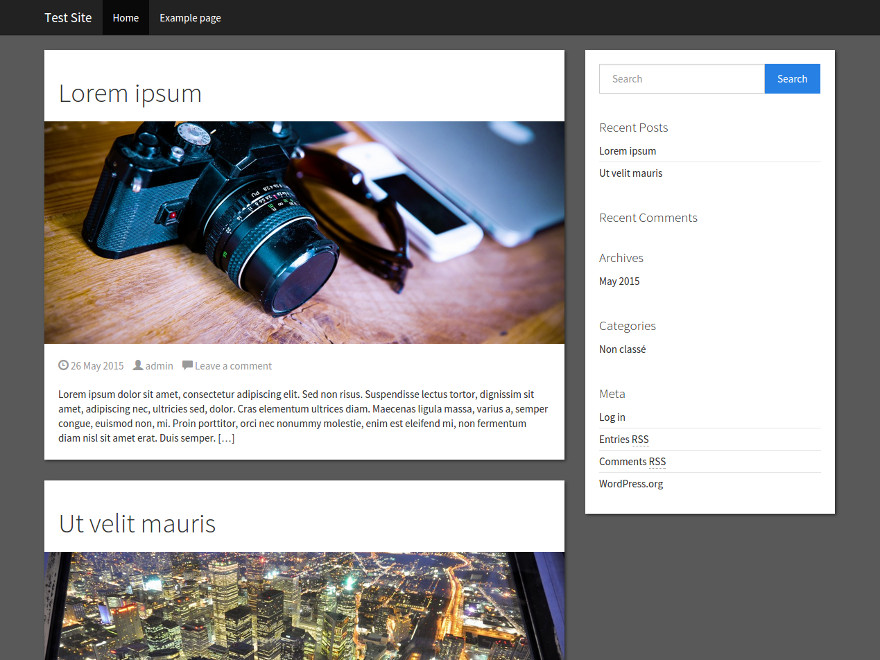 Test Site Home Example page
Lorem ipsum
26 May 2015 admin Leave a comment
Lorem ipsum dolor sit amet, consectetur adipiscing elit. Sed non risus. Suspendisse lectus tortor, dignissim sit
amet, adipiscing nec, ultricies sed, dolor. Cras elementum ultrices diam. Maecenas ligula massa, varius a, semper
congue, euismod non, mi. Proin porttitor, orci nec nonummy molestie, enim est eleifend mi, non fermentum
diam nisl sit amet erat. Duis semper. […]
Ut velit mauris
Search Search
Recent Posts
Lorem ipsum
Ut velit mauris
Recent Comments
Archives
May 2015
Categories
Non classé
Meta
Log in
Entries RSS
Comments RSS
WordPress.org